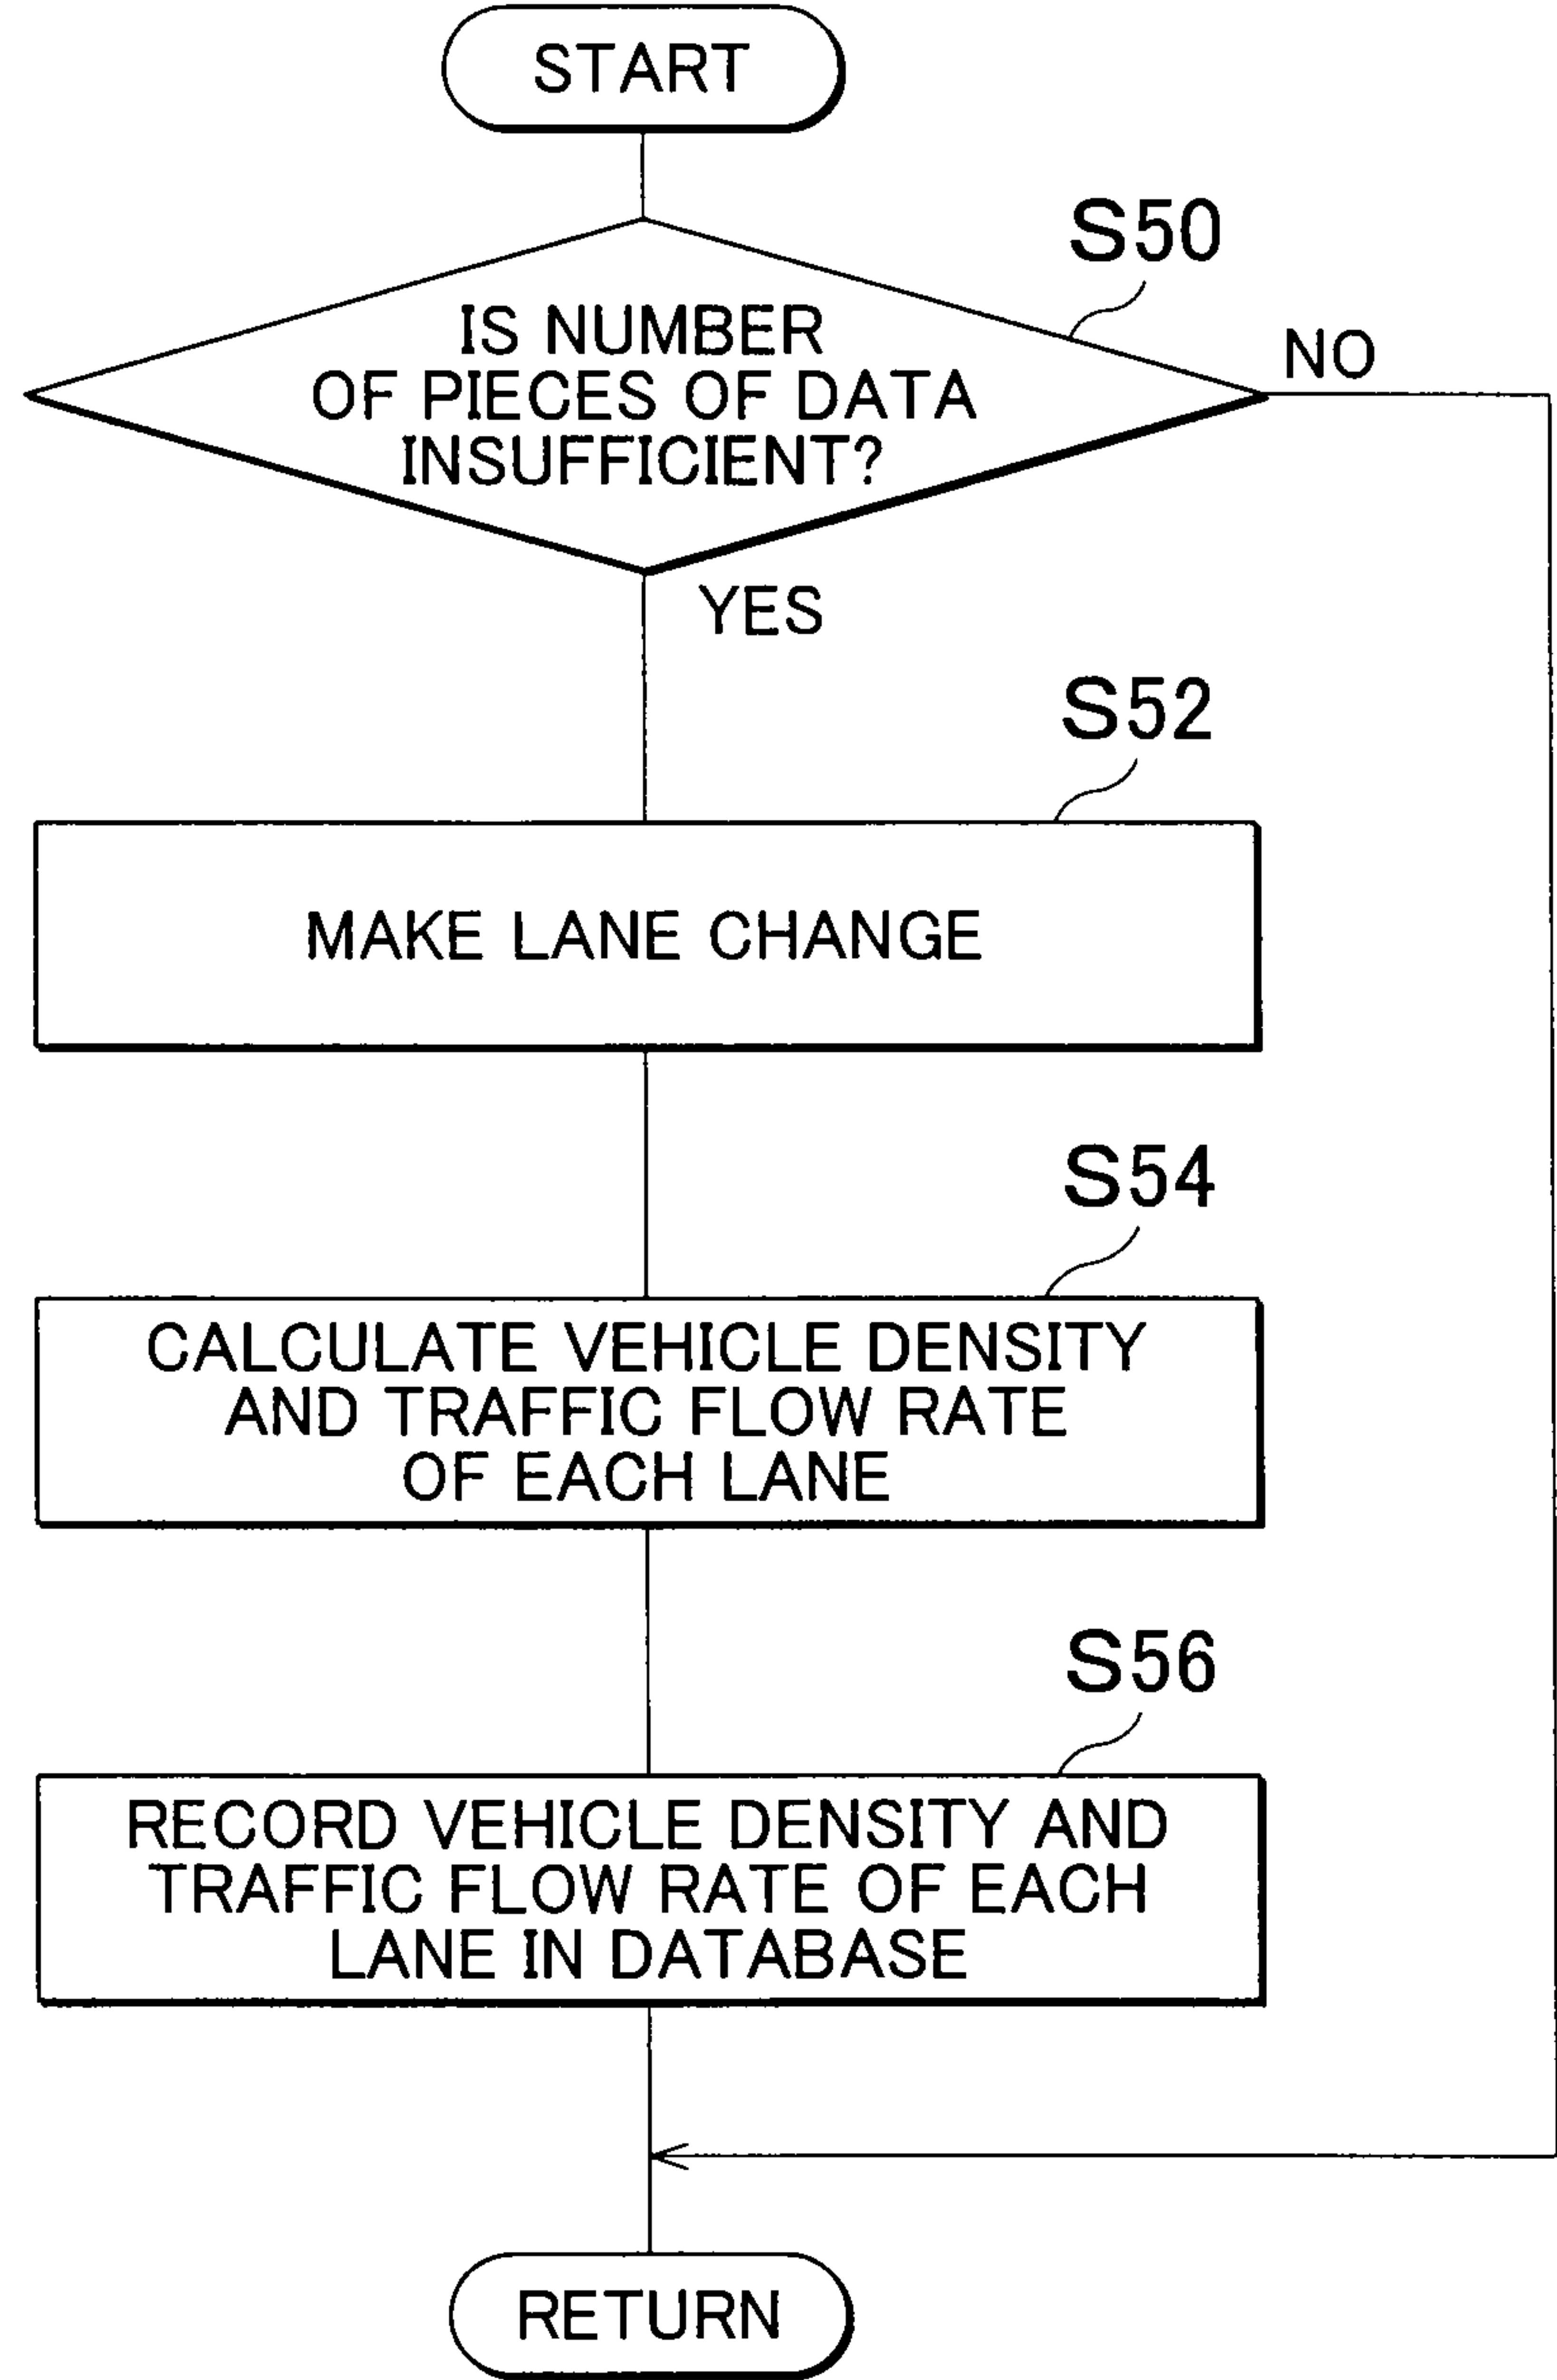 START
S50
IS NUMBER
OF PIECES OF DATA
INSUFFICIENT?
NO
YES
S52
MAKE LANE CHANGE
S54
CALCULATE VEHICLE DENSITY
AND TRAFFIC FLOW RATE
OF EACH LANE
S56
RECORD VEHICLE DENSITY AND
TRAFFIC FLOW RATE OF EACH
LANE IN DATABASE
RETURN